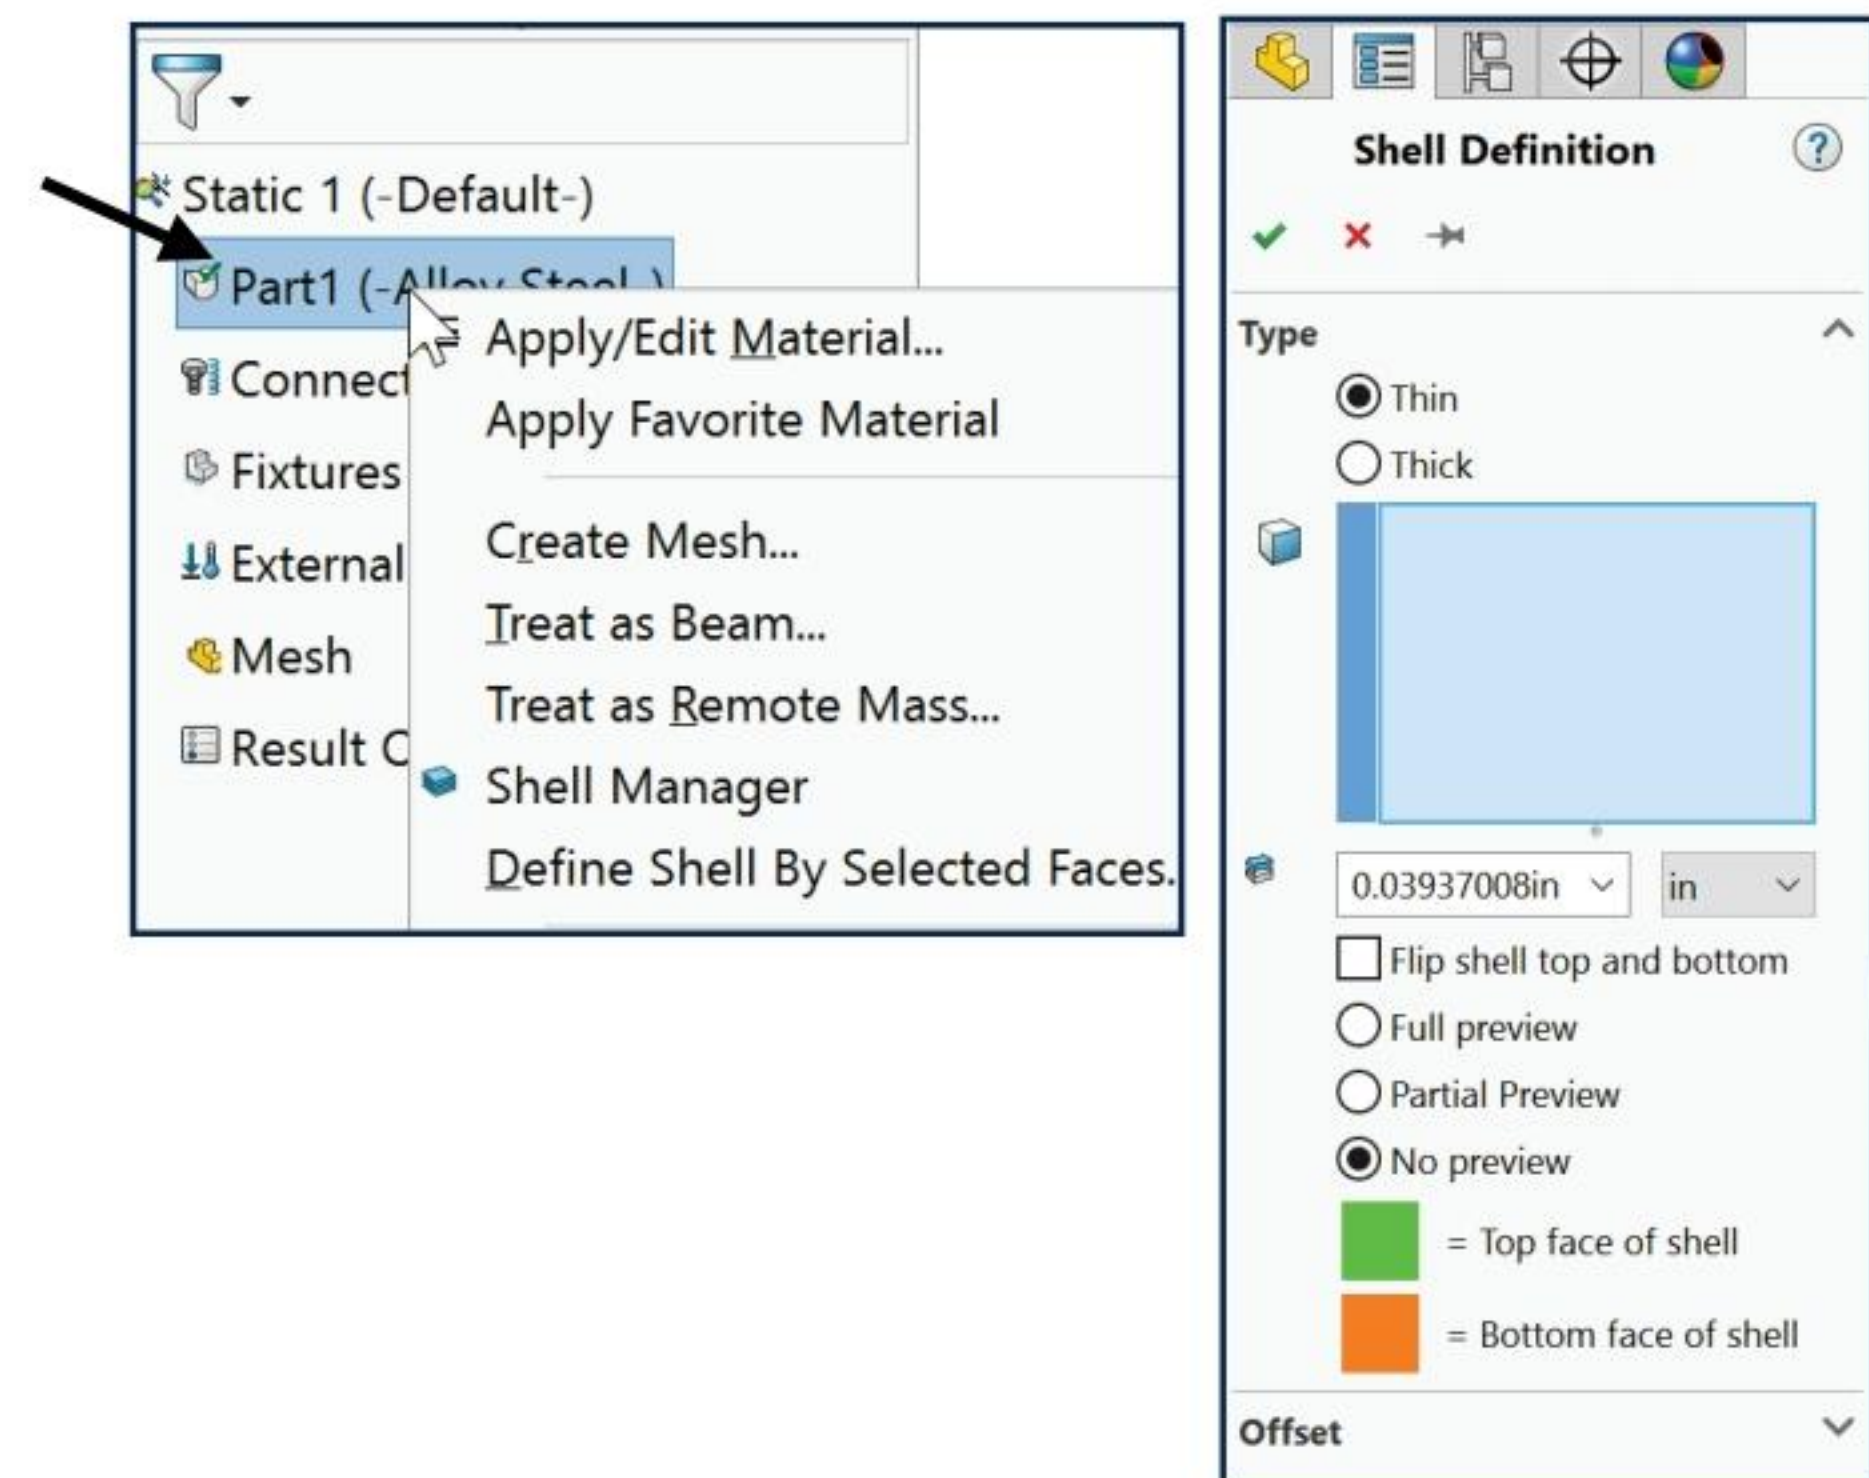 Static 1 (-Default-)
Part1 (-Alloy Steel-)
Connect
Fixtures
External
Mesh
Result
Apply/Edit Material...
Apply Favorite Material
Create Mesh...
Treat as Beam...
Treat as Remote Mass...
Shell Manager
Define Shell By Selected Faces.
Shell Definition
?
Type
Thin
Thick
0.03937008in in
Flip shell top and bottom
Full preview
Partial Preview
No preview
= Top face of shell
= Bottom face of shell
Offset